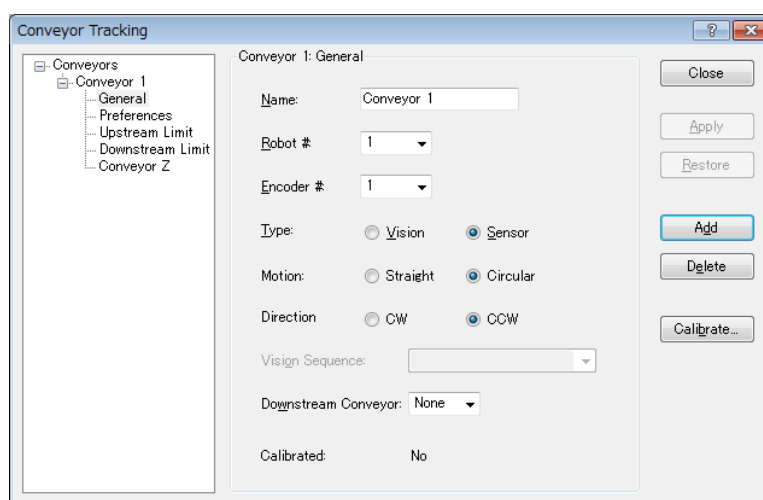 Conveyor Tracking
Conveyors
Conveyor 1
General
Preferences
Upstream Limit
Downstream Limit
Conveyor Z
Conveyor 1: General
Name: Conveyor 1
Robot #: 1
Encoder #: 1
Type: Vision Sensor
Motion: Straight Circular
Direction CW CCW
Vision Sequence:
Downstream Conveyor: None
Calibrated: No
Close
Apply
Restore
Add
Delete
Calibrate...